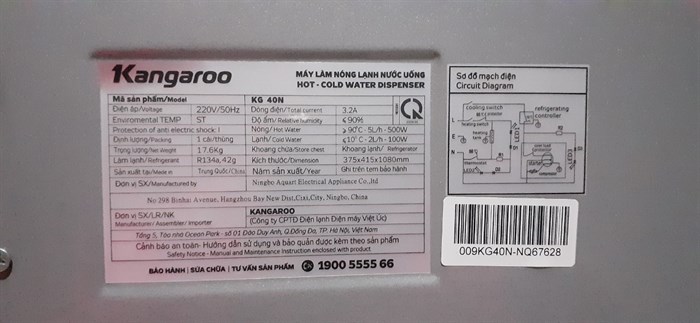 Kangaroo
MÁY LÀM NÓNG LẠNH NƯỚC UỐNG
HOT - COLD WATER DISPENSER
Mã sản phẩm/Model KG 40N
Điện áp/Voltage 220V/50Hz Dòng điện/Total current 3.2A
Enviromental TEMP ST Độ ẩm/Relative humidity ≤90%
Protection of anti electric shock: I Nóng/Hot Water ≥90°C- 5L/h - 500W
Định lượng/Packing 1 cái/thùng Lạnh/Cold Water ≤10°C - 2L/h - 100W
Trọng lượng/Net Weight 17.6Kg Khoang chứa/Store chest Khoang lạnh/ Refrigerator
Làm lạnh/Refrigerant R134a,42g Kích thước/Dimension 375x415x1080mm
Sản xuất tại/Made in Trung Quốc/China Năm sản xuất/Year Ghi trên tem bảo hành
Đơn vị SX/Manufactured by Ningbo Aquart Electrical Appliance Co.,ltd
No 298 Binhai Avenue, Hangzhou Bay New Dist,Cixi,City, Ningbo, China
Đơn vị SX/LR/NK KANGAROO
Manufacturer/Assembler/Importer (Công ty CPTD Điện lạnh Điện máy Việt Úc)
Tầng 5, Tòa nhà Ocean Park - số 01 Đào Duy Anh, Q.Đống Đa, TP. Hà Nội, Việt Nam
Cảnh báo an toàn- Hướng dẫn sử dụng và bảo quản được kèm theo sản phẩm
Safety Notice - Manual and Maintenance Instruction enclosed with product
BẢO HÀNH | SỬA CHỮA | TƯ VẤN SẢN PHẨM 1900 5555 66
Sơ đồ mạch điện
Circuit Diagram
cooling switch
refrigerating
controller
heating switch
heating
tank
L
E
N
thermostat
LED1
LED2
LED3
starter
009KG40N-NQ67628